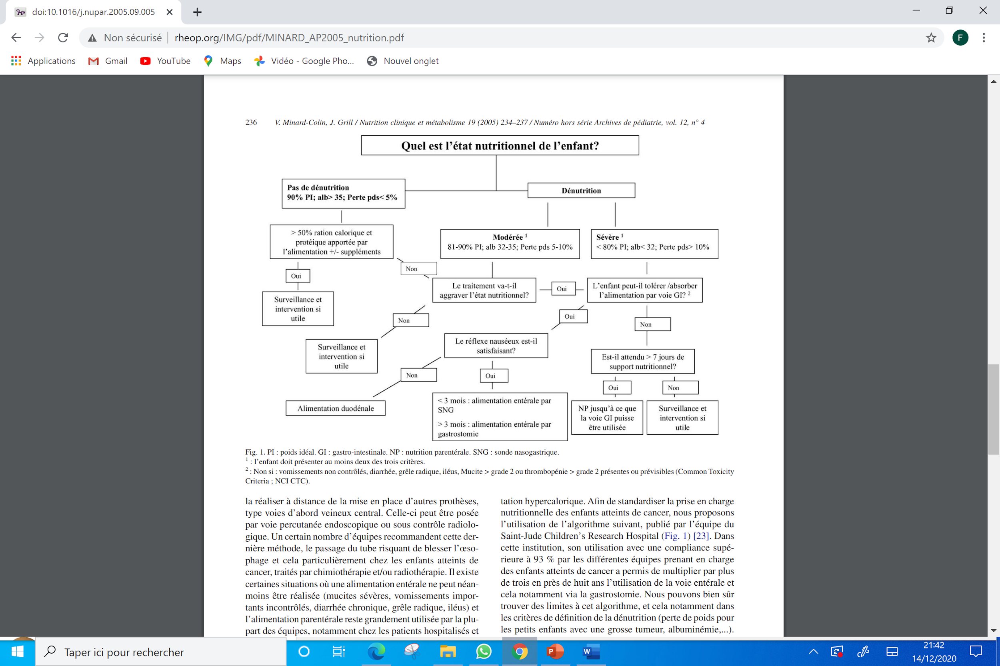 doi:10.1016/j.nupar.2005.09.005
Non sécurisé | rheop.org/IMG/pdf/MINARD_AP2005_nutrition.pdf
F
Applications
Gmail
YouTube
Maps
Vidéo - Google Pho...
Nouvel onglet
236 V. Minard-Colin, J. Grill / Nutrition clinique et métabolisme 19 (2005) 234–237 / Numéro hors série Archives de pédiatrie, vol. 12, n° 4
Quel est l’état nutritionnel de l’enfant?
Pas de dénutrition
90% PI; alb> 35; Perte pds< 5%
Dénutrition
> 50% ration calorique et
protéique apportée par
l’alimentation +/- suppléments
Modérée ¹
81-90% PI; alb 32-35; Perte pds 5-10%
Sévère ¹
< 80% PI; alb< 32; Perte pds> 10%
Non
Oui
Le traitement va-t-il
aggraver l’état nutritionnel?
Oui
L’enfant peut-il tolérer /absorber
l’alimentation par voie GI? ²
Surveillance et
intervention si
utile
Non
Oui
Non
Surveillance et
intervention si
utile
Le réflexe nauséeux est-il
satisfaisant?
Est-il attendu > 7 jours de
support nutritionnel?
Non
Oui
Oui
Non
Alimentation duodénale
< 3 mois : alimentation entérale par
SNG
> 3 mois : alimentation entérale par
gastrostomie
NP jusqu’à ce que
la voie GI puisse
être utilisée
Surveillance et
intervention si
utile
Fig. 1. PI : poids idéal. GI : gastro-intestinale. NP : nutrition parentérale. SNG : sonde nasogastrique.
¹ : l’enfant doit présenter au moins deux des trois critères.
² : Non si : vomissements non contrôlés, diarrhée, grêle radique, iléus, Mucite > grade 2 ou thrombopénie > grade 2 présentes ou prévisibles (Common Toxicity
Criteria ; NCI CTC).
la réaliser à distance de la mise en place d’autres prothèses,
type voies d’abord veineux central. Celle-ci peut être posée
par voie percutanée endoscopique ou sous contrôle radiolo-
gique. Un certain nombre d’équipes recommandent cette der-
nière méthode, le passage du tube risquant de blesser l’œso-
phage et cela particulièrement chez les enfants atteints de
cancer, traités par chimiothérapie et/ou radiothérapie. Il existe
certaines situations où une alimentation entérale ne peut néan-
moins être réalisée (mucites sévères, vomissements impor-
tants incontrôlés, diarrhée chronique, grêle radique, iléus) et
l’alimentation parentérale reste grandement utilisée par la plu-
part des équipes, notamment chez les patients hospitalisés et
tation hypercalorique. Afin de standardiser la prise en charge
nutritionnelle des enfants atteints de cancer, nous proposons
l’utilisation de l’algorithme suivant, publié par l’équipe du
Saint-Jude Children’s Research Hospital (Fig. 1) [23]. Dans
cette institution, son utilisation avec une compliance supé-
rieure à 93 % par les différentes équipes prenant en charge
des enfants atteints de cancer a permis de multiplier par plus
de trois en près de huit ans l’utilisation de la voie entérale et
cela notamment via la gastrostomie. Nous pouvons bien sûr
trouver des limites à cet algorithme, et cela notamment dans
les critères de définition de la dénutrition (perte de poids pour
les petits enfants avec une grosse tumeur, albuminémie,...).
Taper ici pour rechercher
P
W
21:42
14/12/2020